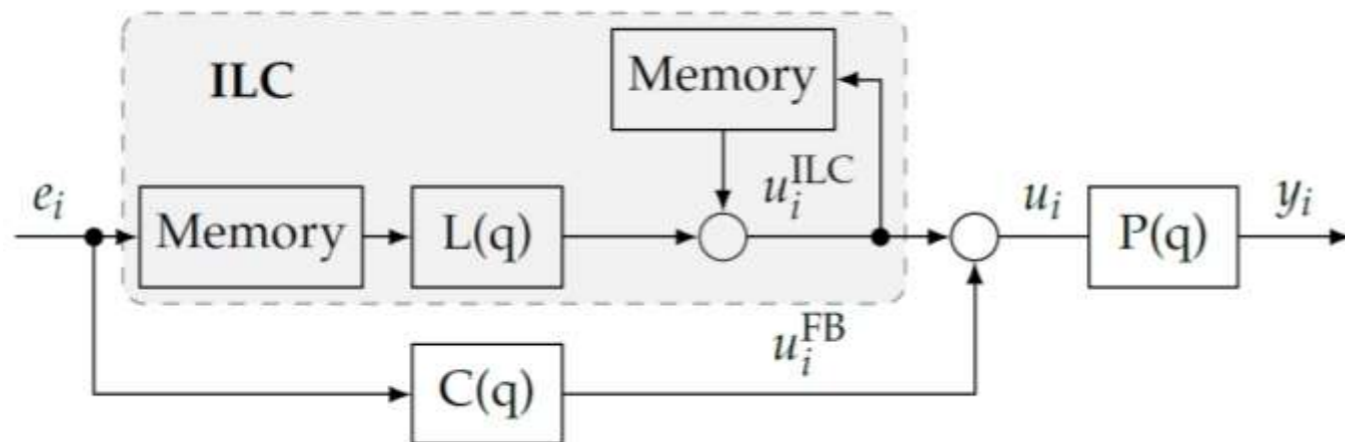 ILC
Memory
u_i^{ILC}
e_i
Memory
L(q)
u_i
P(q)
y_i
u_i^{FB}
C(q)